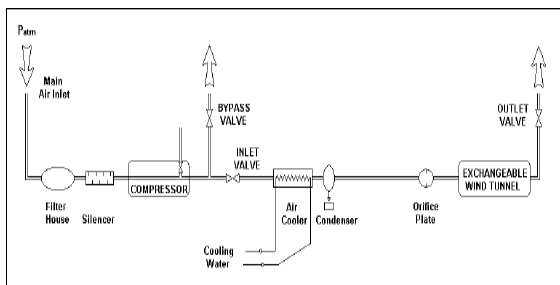 Patm
Main
Air Inlet
BYPASS
VALVE
OUTLET
VALVE
INLET
VALVE
COMPRESSOR
EXCHANGEABLE
WIND TUNNEL
Filter
House
Silencer
Air
Cooler
Condenser
Orifice
Plate
Cooling
Water